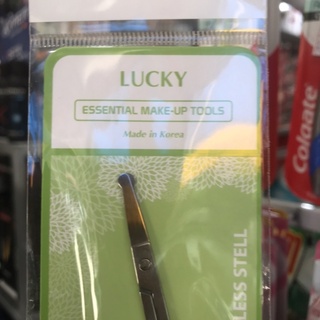 LUCKY
ESSENTIAL MAKE-UP TOOLS
Made in Korea
LESS STELL
Colgate